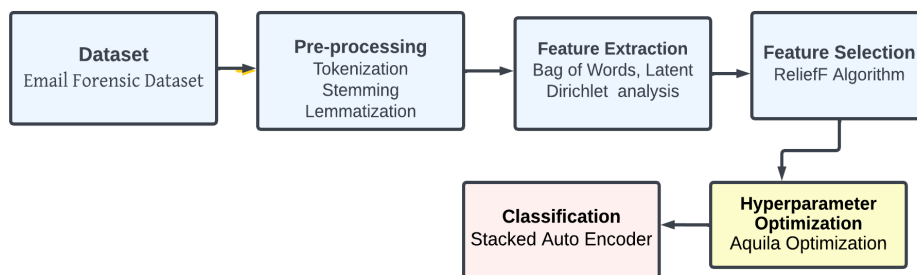 Dataset
Email Forensic Dataset
Pre-processing
Tokenization
Stemming
Lemmatization
Feature Extraction
Bag of Words, Latent
Dirichlet analysis
Feature Selection
ReliefF Algorithm
Hyperparameter
Optimization
Aquila Optimization
Classification
Stacked Auto Encoder